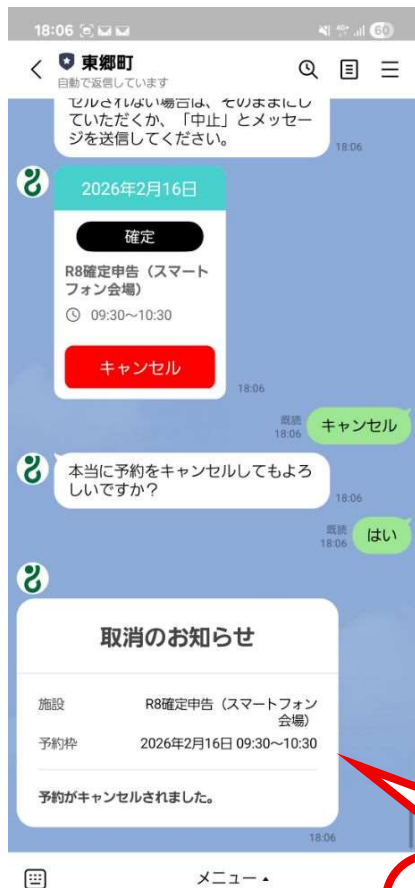 18:06
60
東郷町
自動で返信しています
セルされない場合は、そのままにし
ていただくか、「中止」とメッセー
ジを送信してください。
18:06
2026年2月16日
確定
R8確定申告（スマート
フォン会場）
09:30～10:30
キャンセル
18:06
既読
18:06
キャンセル
本当に予約をキャンセルしてもよろ
しいですか？
18:06
既読
18:06
はい
取消のお知らせ
施設
R8確定申告（スマートフォン
会場）
予約枠
2026年2月16日 09:30～10:30
予約がキャンセルされました。
18:06
メニュー